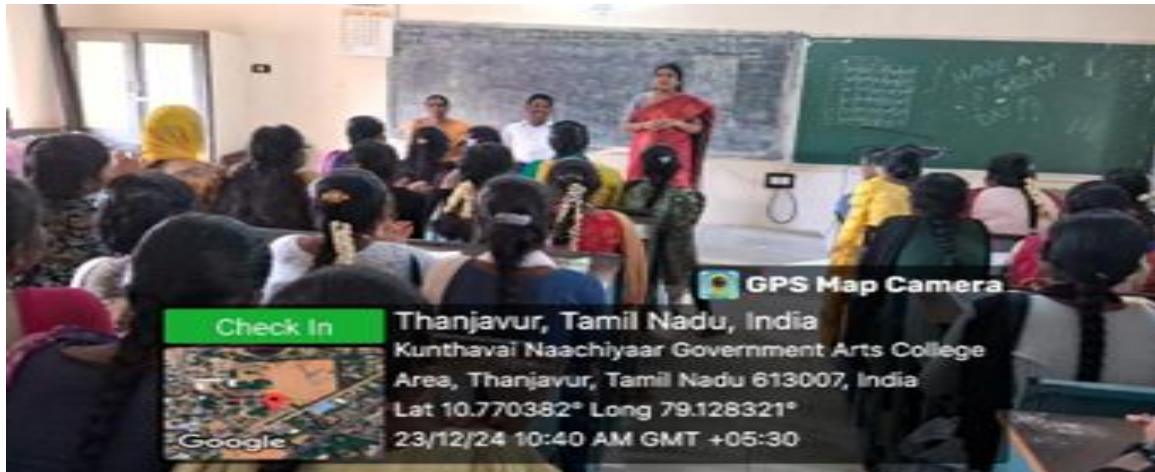 HAVE A
GPS Map Camera
Check In
Thanjavur, Tamil Nadu, India
Kunthavai Naachiyaar Government Arts College
Area, Thanjavur, Tamil Nadu 613007, India
Lat 10.770382° Long 79.128321°
23/12/24 10:40 AM GMT +05:30
Google